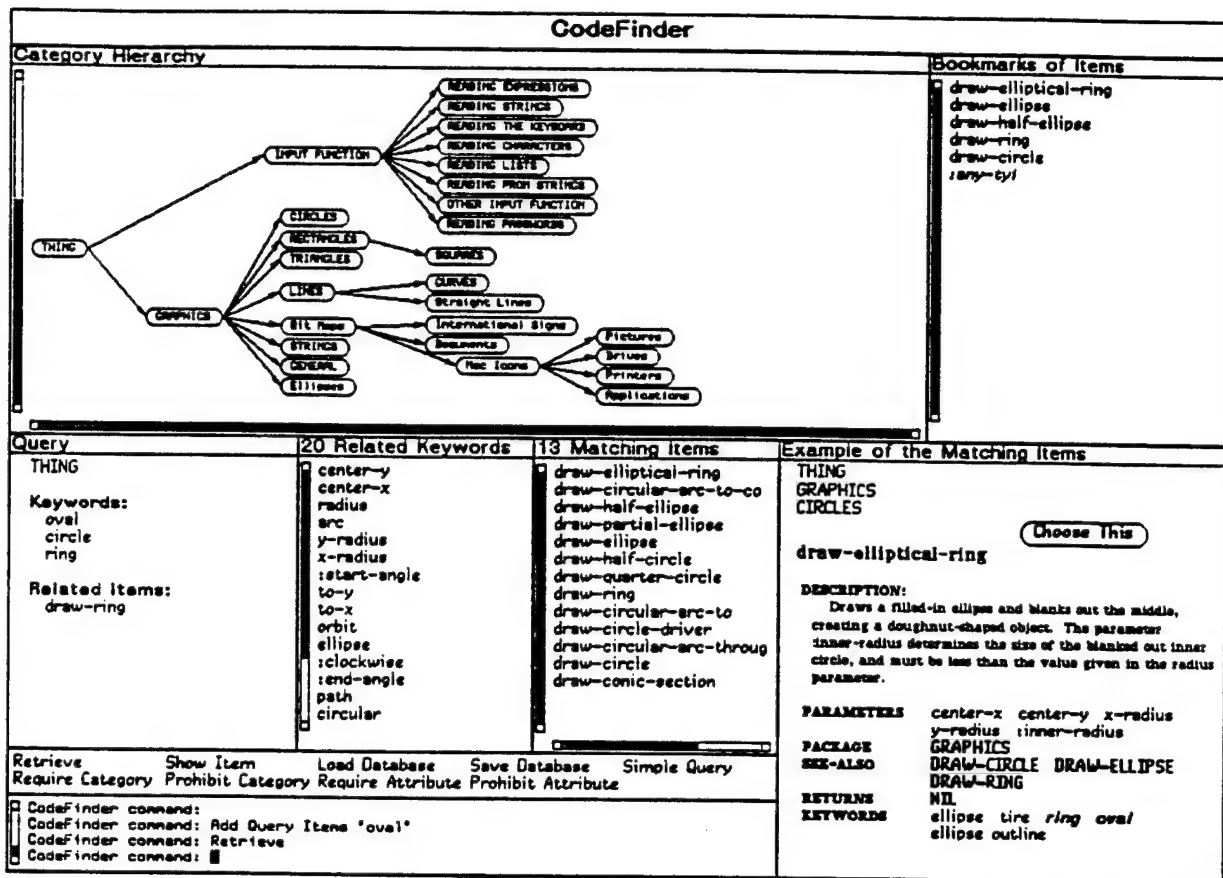 CodeFinder
Category Hierarchy
THING
INPUT FUNCTION
READING EXPRESSIONS
READING STRINGS
READING THE KEYBOARD
READING CHARACTERS
READING LISTS
READING FROM STRINGS
OTHER INPUT FUNCTION
READING PASSWORDS
GRAPHICS
CIRCLES
RECTANGLES
SQUARES
TRIANGLES
LINES
CURVES
Straight Lines
Bit Maps
International Signs
Documents
Mac Icons
Pictures
Drives
Printers
Applications
STRINGS
GENERAL
Ellipses
Bookmarks of Items
draw-elliptical-ring
draw-ellipse
draw-half-ellipse
draw-ring
draw-circle
:any-tyi
Query
THING
Keywords:
oval
circle
ring
Related Items:
draw-ring
20 Related Keywords
center-y
center-x
radius
arc
y-radius
x-radius
:start-angle
to-y
to-x
orbit
ellipse
:clockwise
:end-angle
path
circular
13 Matching Items
draw-elliptical-ring
draw-circular-arc-to-co
draw-half-ellipse
draw-partial-ellipse
draw-ellipse
draw-half-circle
draw-quarter-circle
draw-ring
draw-circular-arc-to
draw-circle-driver
draw-circular-arc-throug
draw-circle
draw-conic-section
Example of the Matching Items
THING
GRAPHICS
CIRCLES
Choose This
draw-elliptical-ring
DESCRIPTION:
Draws a filled-in ellipse and blanks out the middle,
creating a doughnut-shaped object. The parameter
inner-radius determines the size of the blanked out inner
circle, and must be less than the value given in the radius
parameter.
PARAMETERS center-x center-y x-radius
y-radius :inner-radius
PACKAGE GRAPHICS
SEE-ALSO DRAW-CIRCLE DRAW-ELLIPSE
DRAW-RING
RETURNS NIL
KEYWORDS ellipse tire ring oval
ellipse outline
Retrieve Show Item Load Database Save Database Simple Query
Require Category Prohibit Category Require Attribute Prohibit Attribute
CodeFinder command:
CodeFinder command: Add Query Items "oval"
CodeFinder command: Retrieve
CodeFinder command: